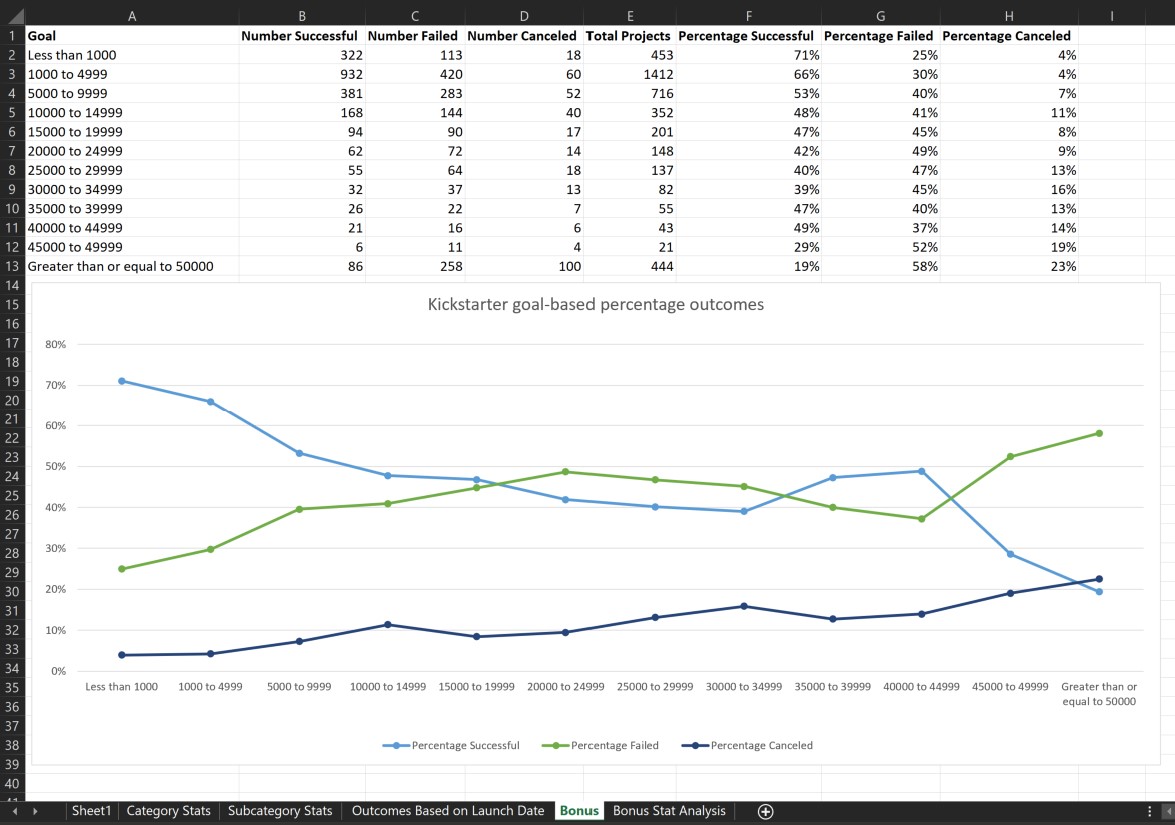 A B C D E F G H I
1 Goal Number Successful Number Failed Number Canceled Total Projects Percentage Successful Percentage Failed Percentage Canceled
2 Less than 1000 322 113 18 453 71% 25% 4%
3 1000 to 4999 932 420 60 1412 66% 30% 4%
4 5000 to 9999 381 283 52 716 53% 40% 7%
5 10000 to 14999 168 144 40 352 48% 41% 11%
6 15000 to 19999 94 90 17 201 47% 45% 8%
7 20000 to 24999 62 72 14 148 42% 49% 9%
8 25000 to 29999 55 64 18 137 40% 47% 13%
9 30000 to 34999 32 37 13 82 39% 45% 16%
10 35000 to 39999 26 22 7 55 47% 40% 13%
11 40000 to 44999 21 16 6 43 49% 37% 14%
12 45000 to 49999 6 11 4 21 29% 52% 19%
13 Greater than or equal to 50000 86 258 100 444 19% 58% 23%
14
15 Kickstarter goal-based percentage outcomes
16
17 80%
18
19 70%
20
21 60%
22
23 50%
24
25
26 40%
27
28 30%
29
30 20%
31
32 10%
33
34 0%
35 Less than 1000 1000 to 4999 5000 to 9999 10000 to 14999 15000 to 19999 20000 to 24999 25000 to 29999 30000 to 34999 35000 to 39999 40000 to 44999 45000 to 49999 Greater than or
36 equal to 50000
37
38 Percentage Successful Percentage Failed Percentage Canceled
39
40
41
Sheet1 Category Stats Subcategory Stats Outcomes Based on Launch Date Bonus Bonus Stat Analysis